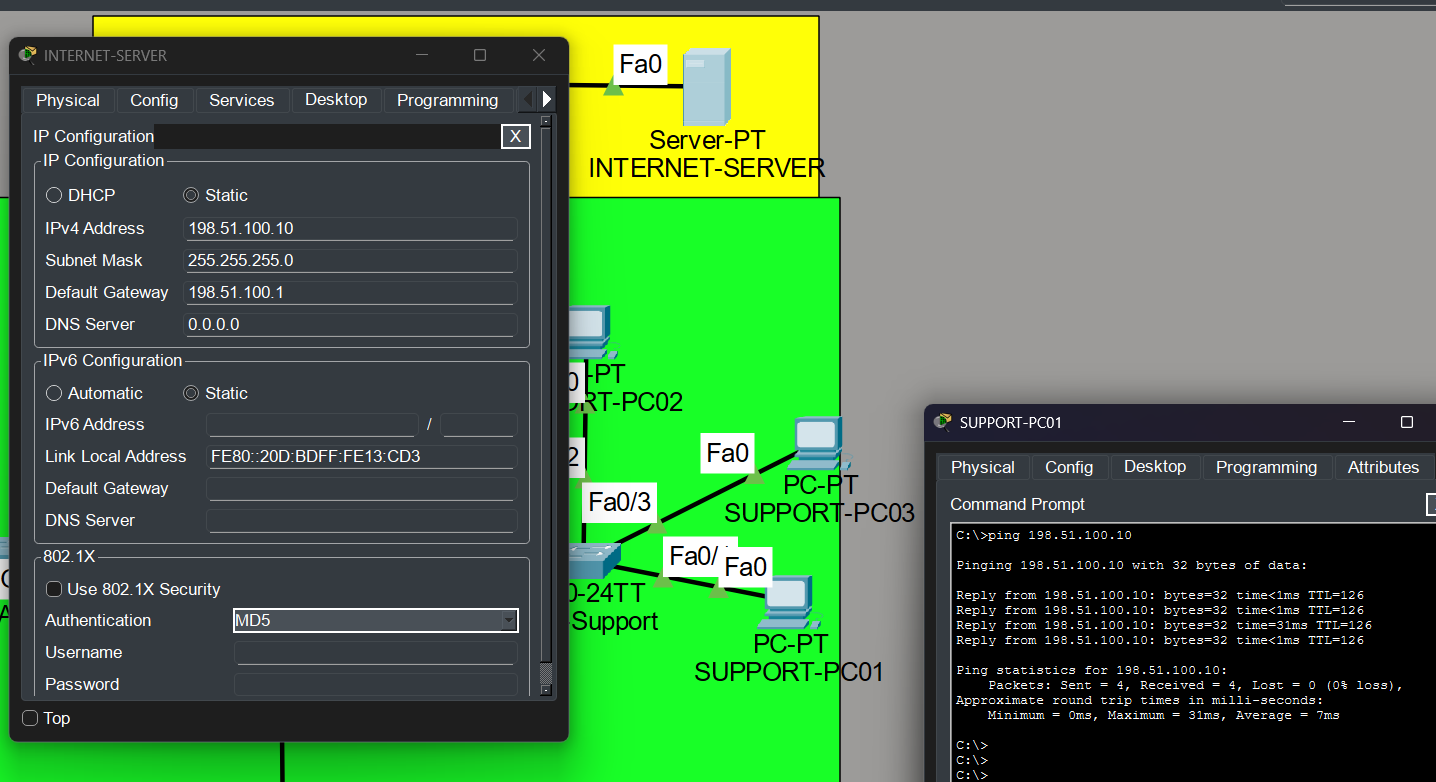 INTERNET-SERVER
Physical Config Services Desktop Programming
IP Configuration X
IP Configuration
DHCP Static
IPv4 Address 198.51.100.10
Subnet Mask 255.255.255.0
Default Gateway 198.51.100.1
DNS Server 0.0.0.0
IPv6 Configuration
Automatic Static
IPv6 Address /
Link Local Address FE80::20D:BDFF:FE13:CD3
Default Gateway
DNS Server
802.1X
Use 802.1X Security
Authentication MD5
Username
Password
Top
Fa0
Server-PT
INTERNET-SERVER
-PT
RT-PC02
Fa0
PC-PT
SUPPORT-PC03
Fa0/3
Fa0/
Fa0
0-24TT
-Support
PC-PT
SUPPORT-PC01
SUPPORT-PC01
Physical Config Desktop Programming Attributes
Command Prompt
C:\>ping 198.51.100.10
Pinging 198.51.100.10 with 32 bytes of data:
Reply from 198.51.100.10: bytes=32 time<1ms TTL=126
Reply from 198.51.100.10: bytes=32 time<1ms TTL=126
Reply from 198.51.100.10: bytes=32 time=31ms TTL=126
Reply from 198.51.100.10: bytes=32 time<1ms TTL=126
Ping statistics for 198.51.100.10:
Packets: Sent = 4, Received = 4, Lost = 0 (0% loss),
Approximate round trip times in milli-seconds:
Minimum = 0ms, Maximum = 31ms, Average = 7ms
C:\>
C:\>
C:\>